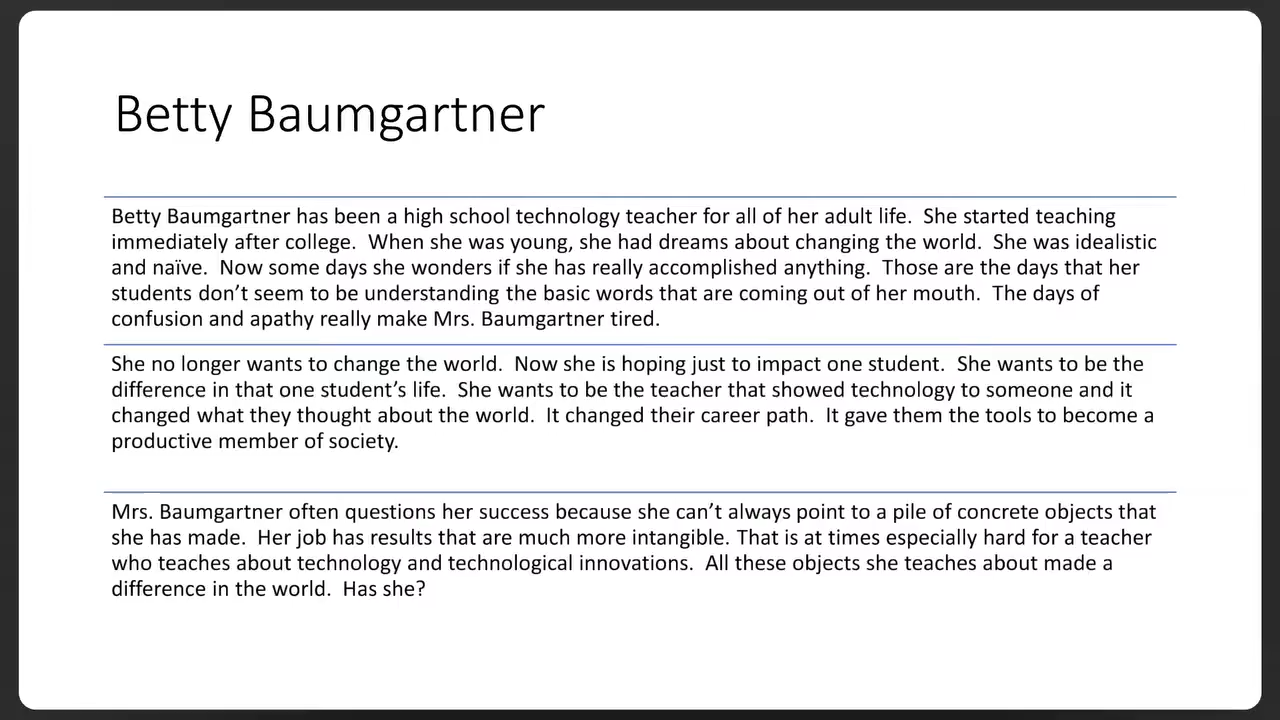 Betty Baumgartner
Betty Baumgartner has been a high school technology teacher for all of her adult life.  She started teaching
immediately after college.  When she was young, she had dreams about changing the world.  She was idealistic
and naïve.  Now some days she wonders if she has really accomplished anything.  Those are the days that her
students don’t seem to be understanding the basic words that are coming out of her mouth.  The days of
confusion and apathy really make Mrs. Baumgartner tired.
She no longer wants to change the world.  Now she is hoping just to impact one student.  She wants to be the
difference in that one student’s life.  She wants to be the teacher that showed technology to someone and it
changed what they thought about the world.  It changed their career path.  It gave them the tools to become a
productive member of society.
Mrs. Baumgartner often questions her success because she can’t always point to a pile of concrete objects that
she has made.  Her job has results that are much more intangible. That is at times especially hard for a teacher
who teaches about technology and technological innovations.  All these objects she teaches about made a
difference in the world.  Has she?